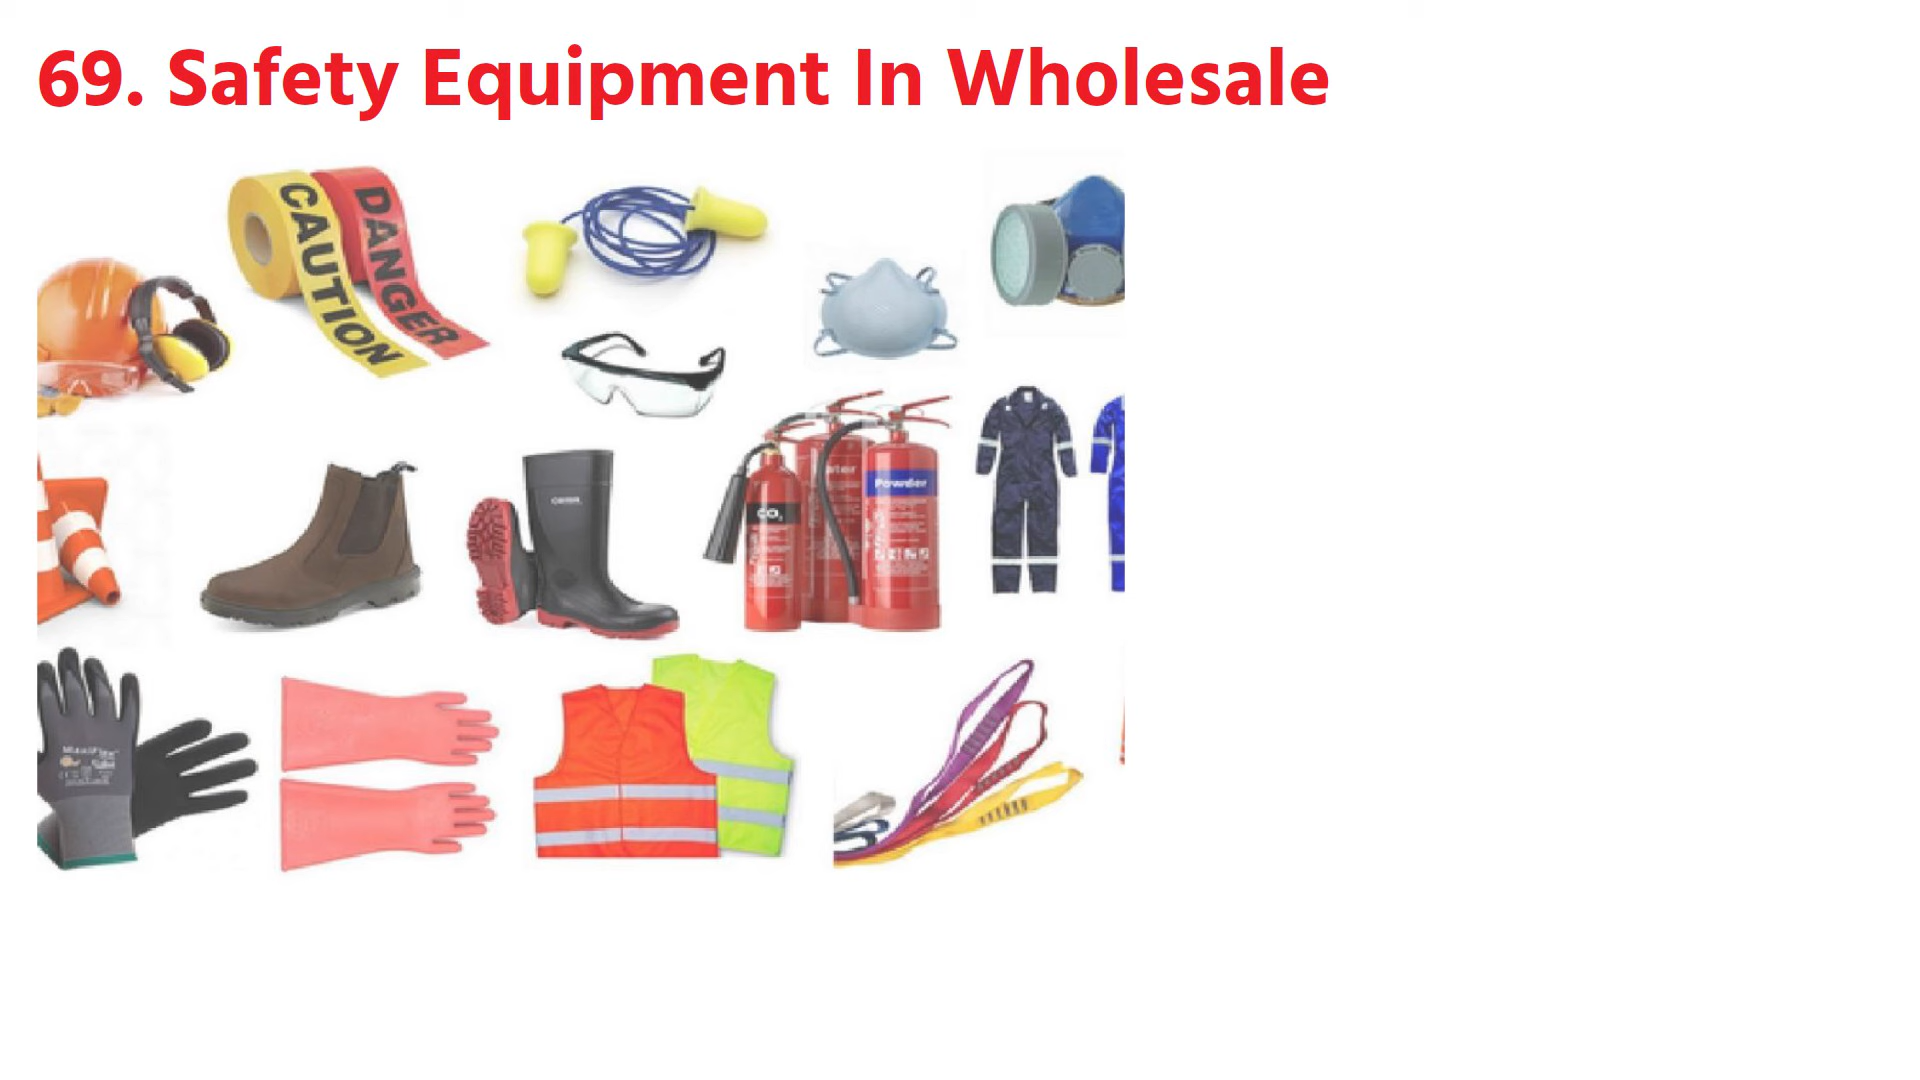 69. Safety Equipment In Wholesale
CAUTION
DANGER
Powder
CO₂